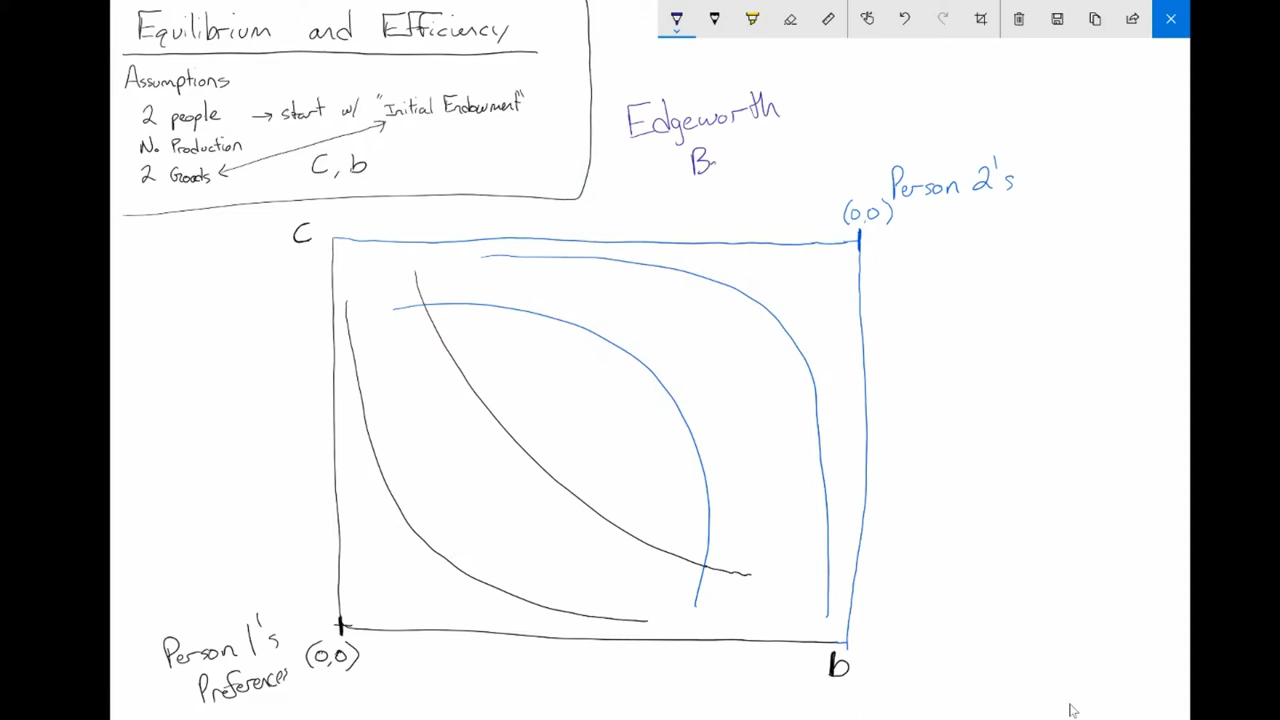 Equilibrium and Efficiency
Assumptions
2 people → start w/ "Initial Endowment"
No Production
2 Goods
C, b
Edgeworth
B
Person 2's
(0,0)
C
Person 1's
Preferences
(0,0)
b